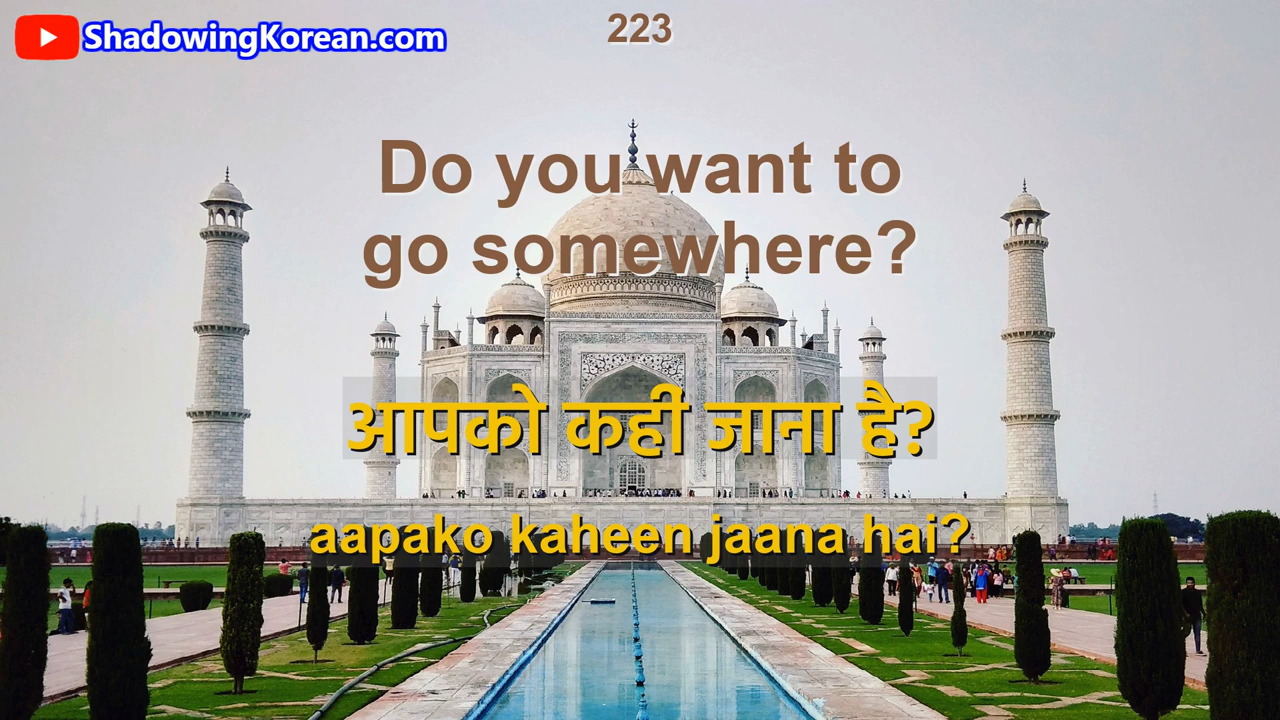 ShadowingKorean.com
223
Do you want to
go somewhere?
आपको कहीं जाना है?
aapako kaheen jaana hai?